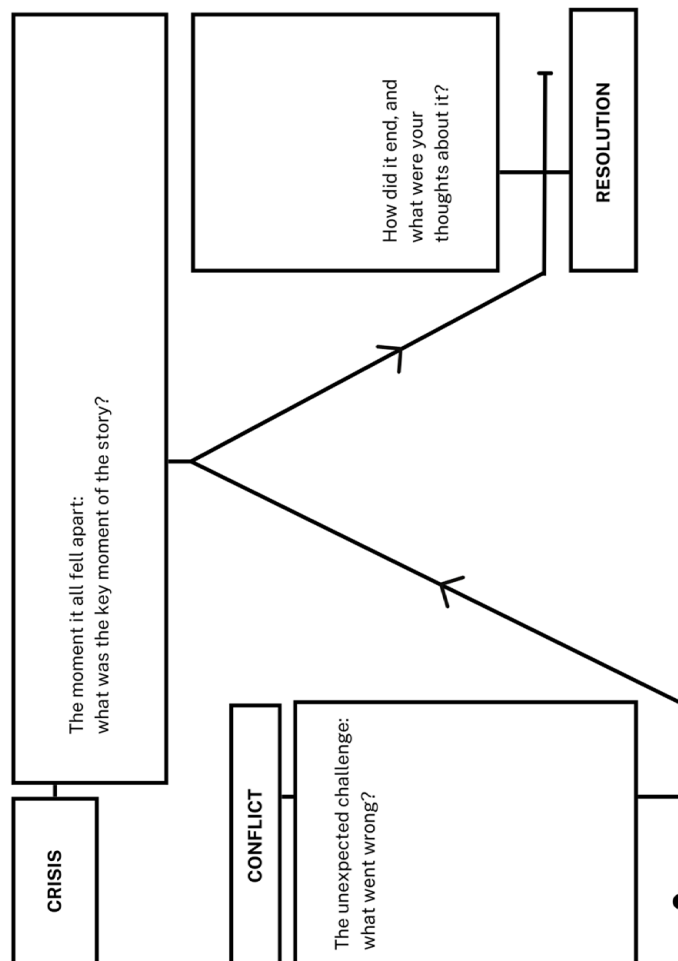 CRISIS
The moment it all fell apart:
what was the key moment of the story?
CONFLICT
The unexpected challenge:
what went wrong?
How did it end, and
what were your
thoughts about it?
RESOLUTION